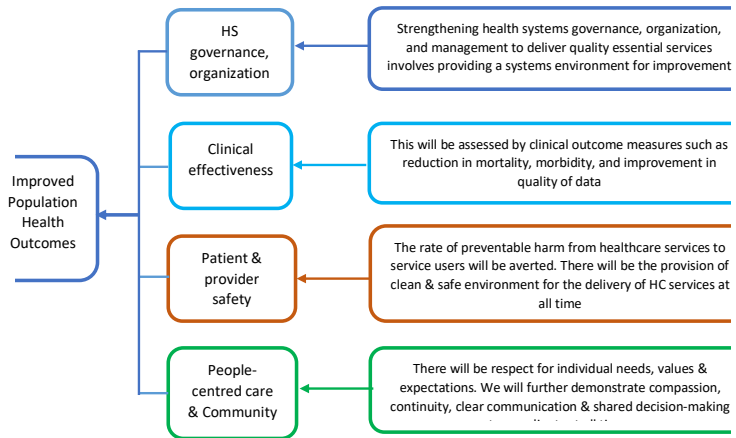 HS
governance,
organization
Strengthening health systems governance, organization,
and management to deliver quality essential services
involves providing a systems environment for improvement
Clinical
effectiveness
This will be assessed by clinical outcome measures such as
reduction in mortality, morbidity, and improvement in
quality of data
Improved
Population
Health
Outcomes
Patient &
provider
safety
The rate of preventable harm from healthcare services to
service users will be averted. There will be the provision of
clean & safe environment for the delivery of HC services at
all time
People-
centred care
& Community
There will be respect for individual needs, values &
expectations. We will further demonstrate compassion,
continuity, clear communication & shared decision-making